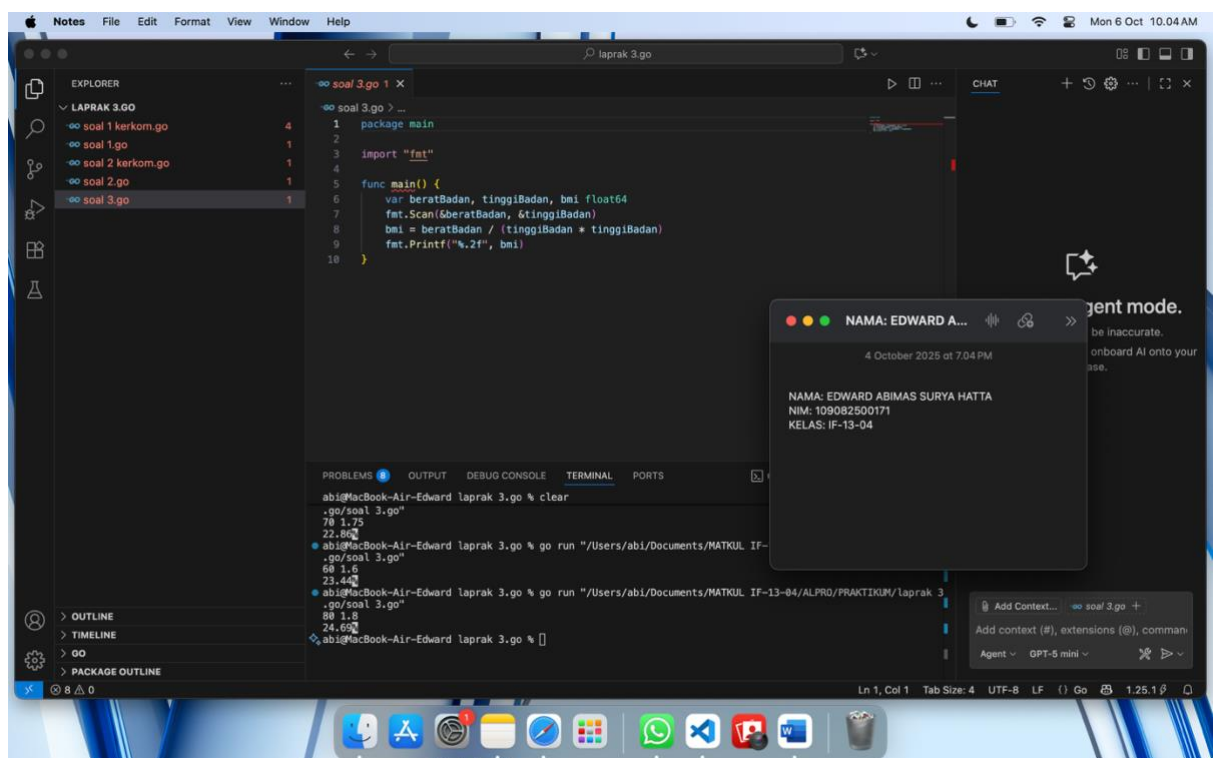 Notes File Edit Format View Window Help
Mon 6 Oct 10.04 AM
laprak 3.go
EXPLORER
LAPRAK 3.GO
soal 1 kerkom.go 4
soal 1.go 1
soal 2 kerkom.go 1
soal 2.go 1
soal 3.go 1
OUTLINE
TIMELINE
GO
PACKAGE OUTLINE
soal 3.go 1
soal 3.go > ...
1 package main
2
3 import "fmt"
4
5 func main() {
6 var beratBadan, tinggiBadan, bmi float64
7 fmt.Scan(&beratBadan, &tinggiBadan)
8 bmi = beratBadan / (tinggiBadan * tinggiBadan)
9 fmt.Printf("%.2f", bmi)
10 }
PROBLEMS 8 OUTPUT DEBUG CONSOLE TERMINAL PORTS
abi@MacBook-Air-Edward laprak 3.go % clear
.go/soal 3.go"
70 1.75
22.86%
abi@MacBook-Air-Edward laprak 3.go % go run "/Users/abi/Documents/MATKUL IF-
.go/soal 3.go"
60 1.6
23.44%
abi@MacBook-Air-Edward laprak 3.go % go run "/Users/abi/Documents/MATKUL IF-13-04/ALPRO/PRAKTIKUM/laprak 3
.go/soal 3.go"
80 1.8
24.69%
abi@MacBook-Air-Edward laprak 3.go %
CHAT
gent mode.
be inaccurate.
onboard AI onto your
ase.
NAMA: EDWARD A...
4 October 2025 at 7.04 PM
NAMA: EDWARD ABIMAS SURYA HATTA
NIM: 109082500171
KELAS: IF-13-04
Add Context... soal 3.go +
Add context (#), extensions (@), comman
Agent GPT-5 mini
8 0
Ln 1, Col 1 Tab Size: 4 UTF-8 LF {} Go 1.25.1
1